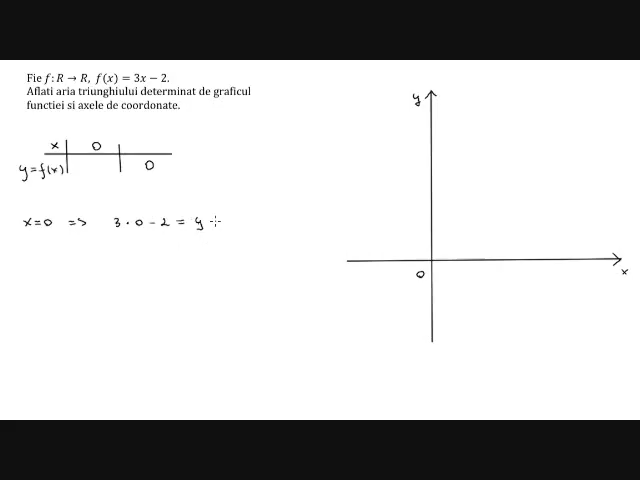 Fie f: R → R, f(x) = 3x − 2.
Aflati aria triunghiului determinat de graficul
functiei si axele de coordonate.
x 0
y = f(x) 0
x = 0 => 3 · 0 − 2 = y
y
0
x